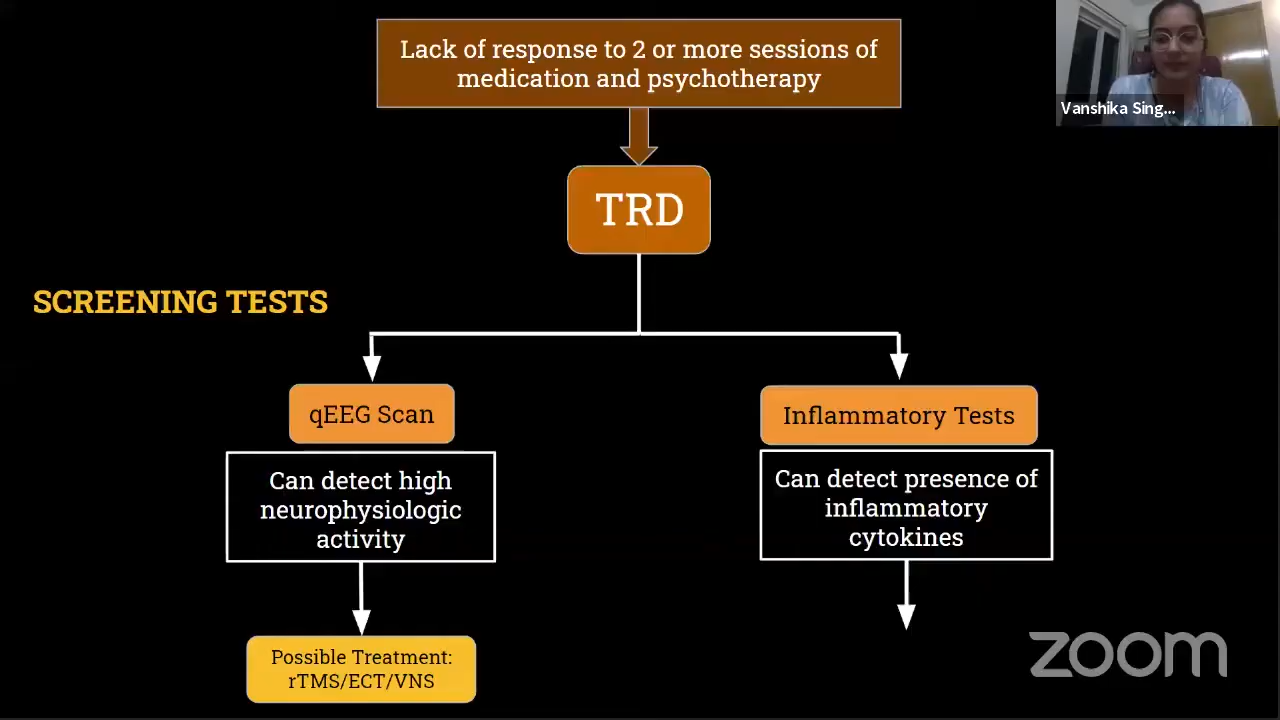 Lack of response to 2 or more sessions of
medication and psychotherapy
Vanshika Sing...
TRD
SCREENING TESTS
qEEG Scan
Inflammatory Tests
Can detect high
neurophysiologic
activity
Can detect presence of
inflammatory
cytokines
Possible Treatment:
rTMS/ECT/VNS
zoom